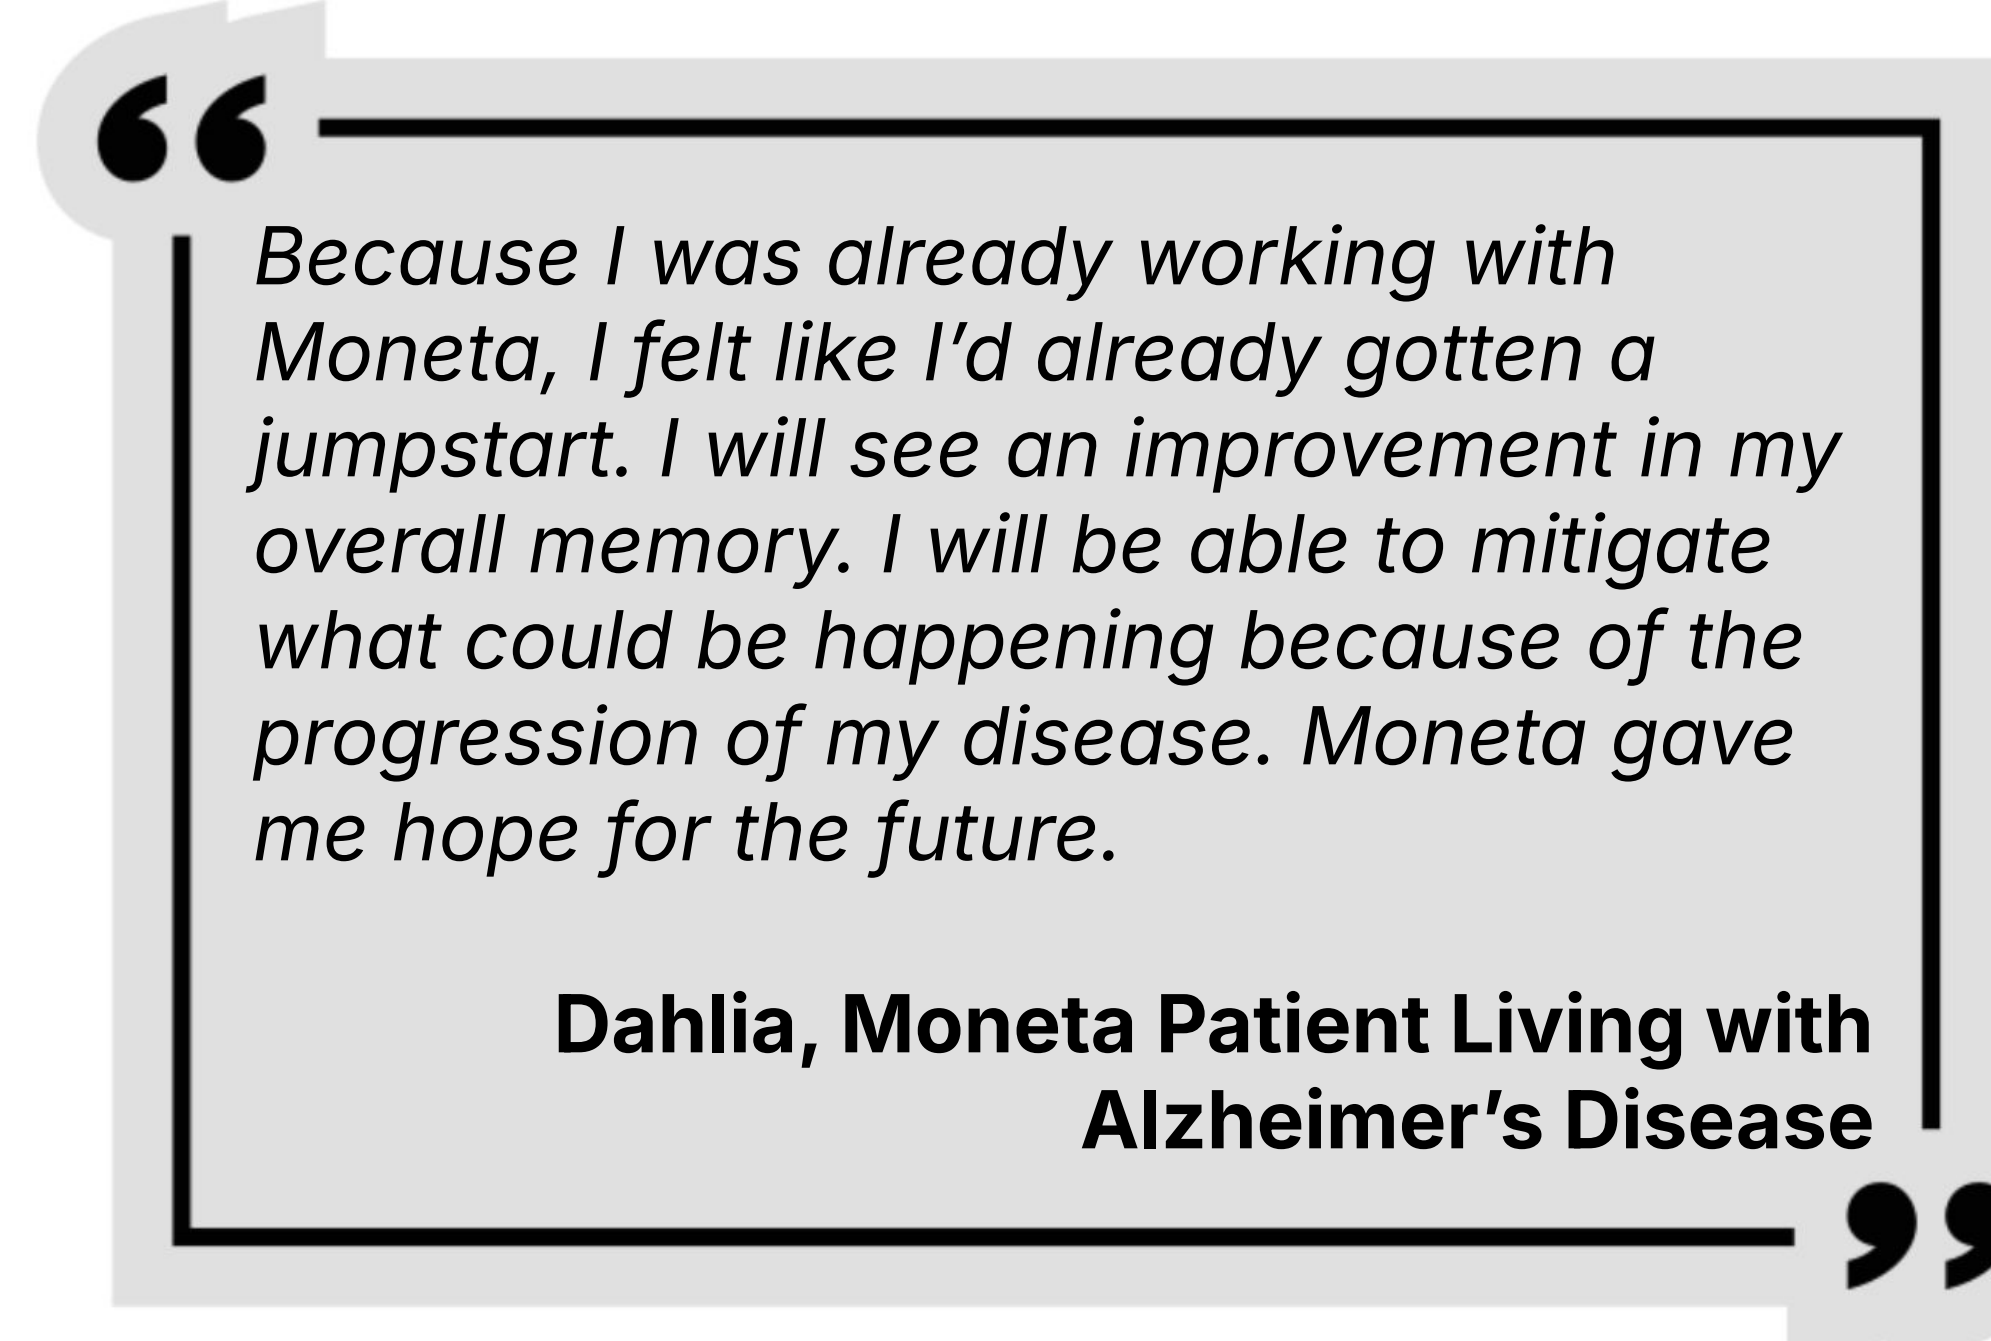 “
Because I was already working with
Moneta, I felt like I’d already gotten a
jumpstart. I will see an improvement in my
overall memory. I will be able to mitigate
what could be happening because of the
progression of my disease. Moneta gave
me hope for the future.
Dahlia, Moneta Patient Living with
Alzheimer’s Disease
”